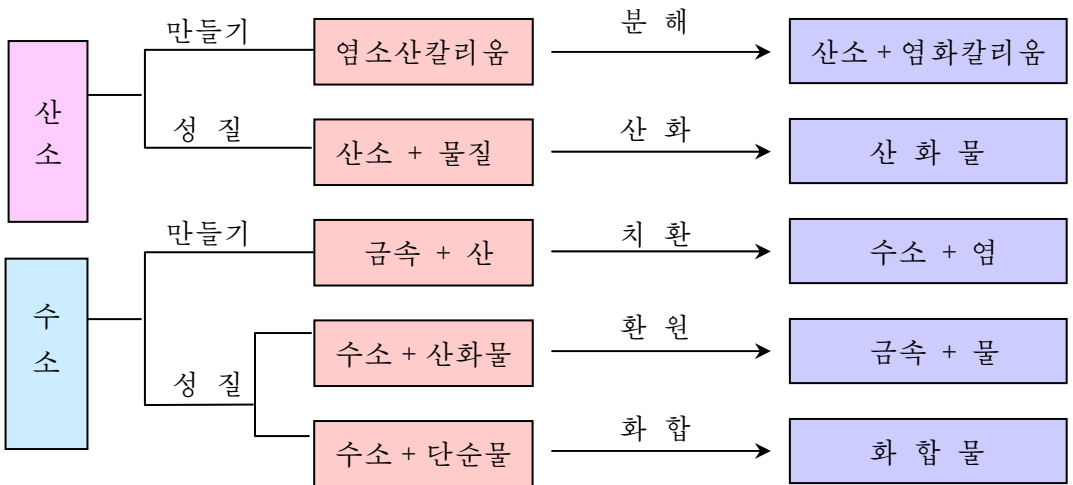 산소
만들기
염소산칼리움
분 해
산소 + 염화칼리움
성 질
산소 + 물질
산 화
산 화 물
수소
만들기
금속 + 산
치 환
수소 + 염
성 질
수소 + 산화물
환 원
금속 + 물
수소 + 단순물
화 합
화 합 물